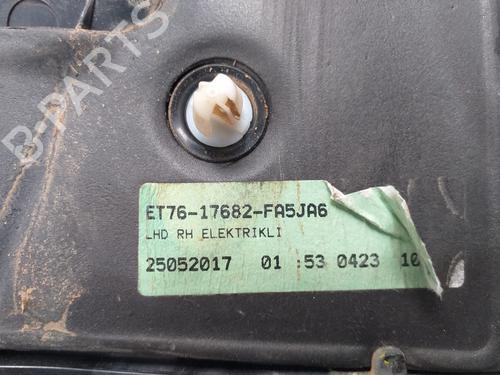 B-PARTS
ET76-17682-FA5JA6
LHD RH ELEKTRIKLI
25052017 01 :53 0423 10